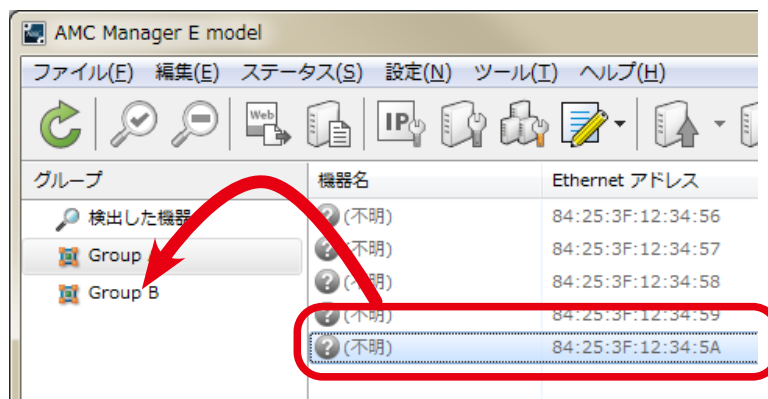 AMC Manager E model
ファイル(F) 編集(E) ステータス(S) 設定(N) ツール(T) ヘルプ(H)
Web IP
グループ 機器名 Ethernet アドレス
検出した機器 (不明) 84:25:3F:12:34:56
Group (不明) 84:25:3F:12:34:57
Group B (不明) 84:25:3F:12:34:58
(不明) 84:25:3F:12:34:59
(不明) 84:25:3F:12:34:5A